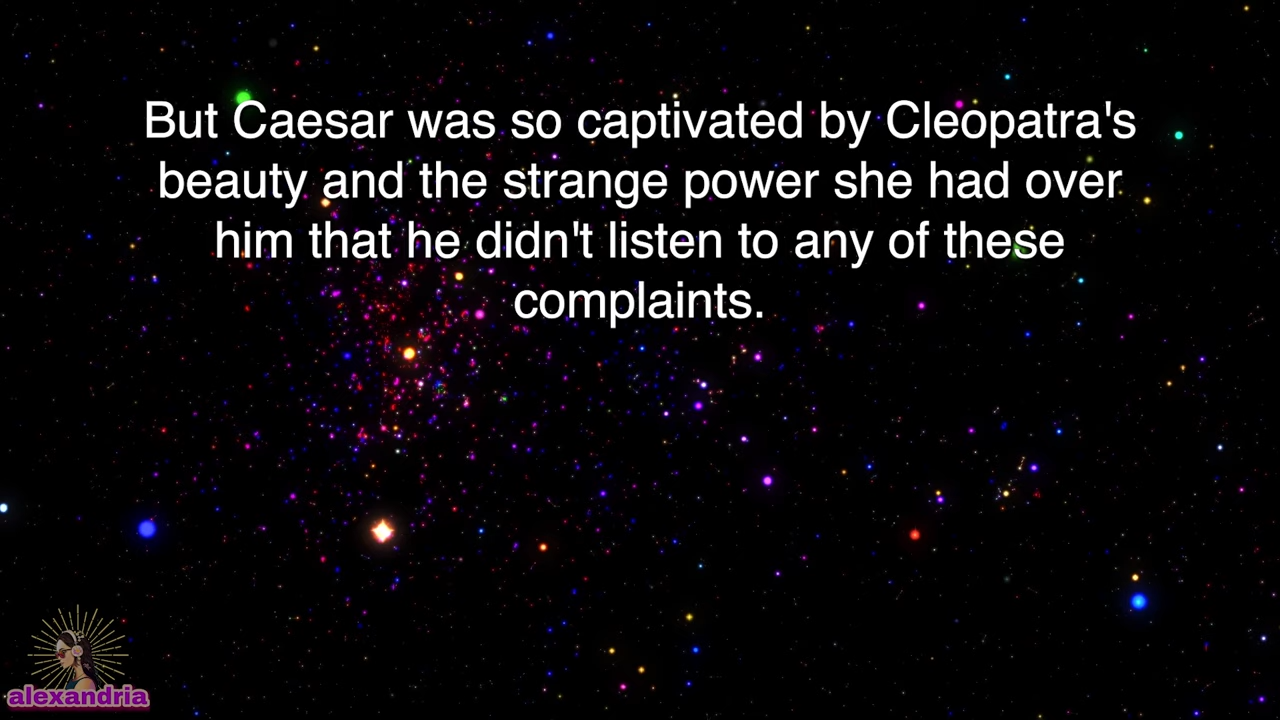 But Caesar was so captivated by Cleopatra's
beauty and the strange power she had over
him that he didn't listen to any of these
complaints.
alexandria